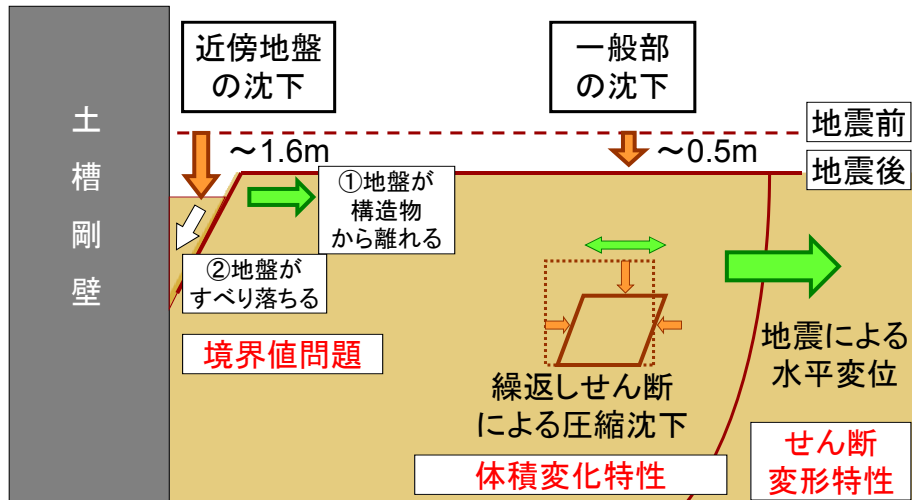 土槽剛壁
近傍地盤
の沈下
一般部
の沈下
地震前
~1.6m
~0.5m
地震後
①地盤が
構造物
から離れる
②地盤が
すべり落ちる
境界値問題
地震による
水平変位
繰返しせん断
による圧縮沈下
体積変化特性
せん断
変形特性